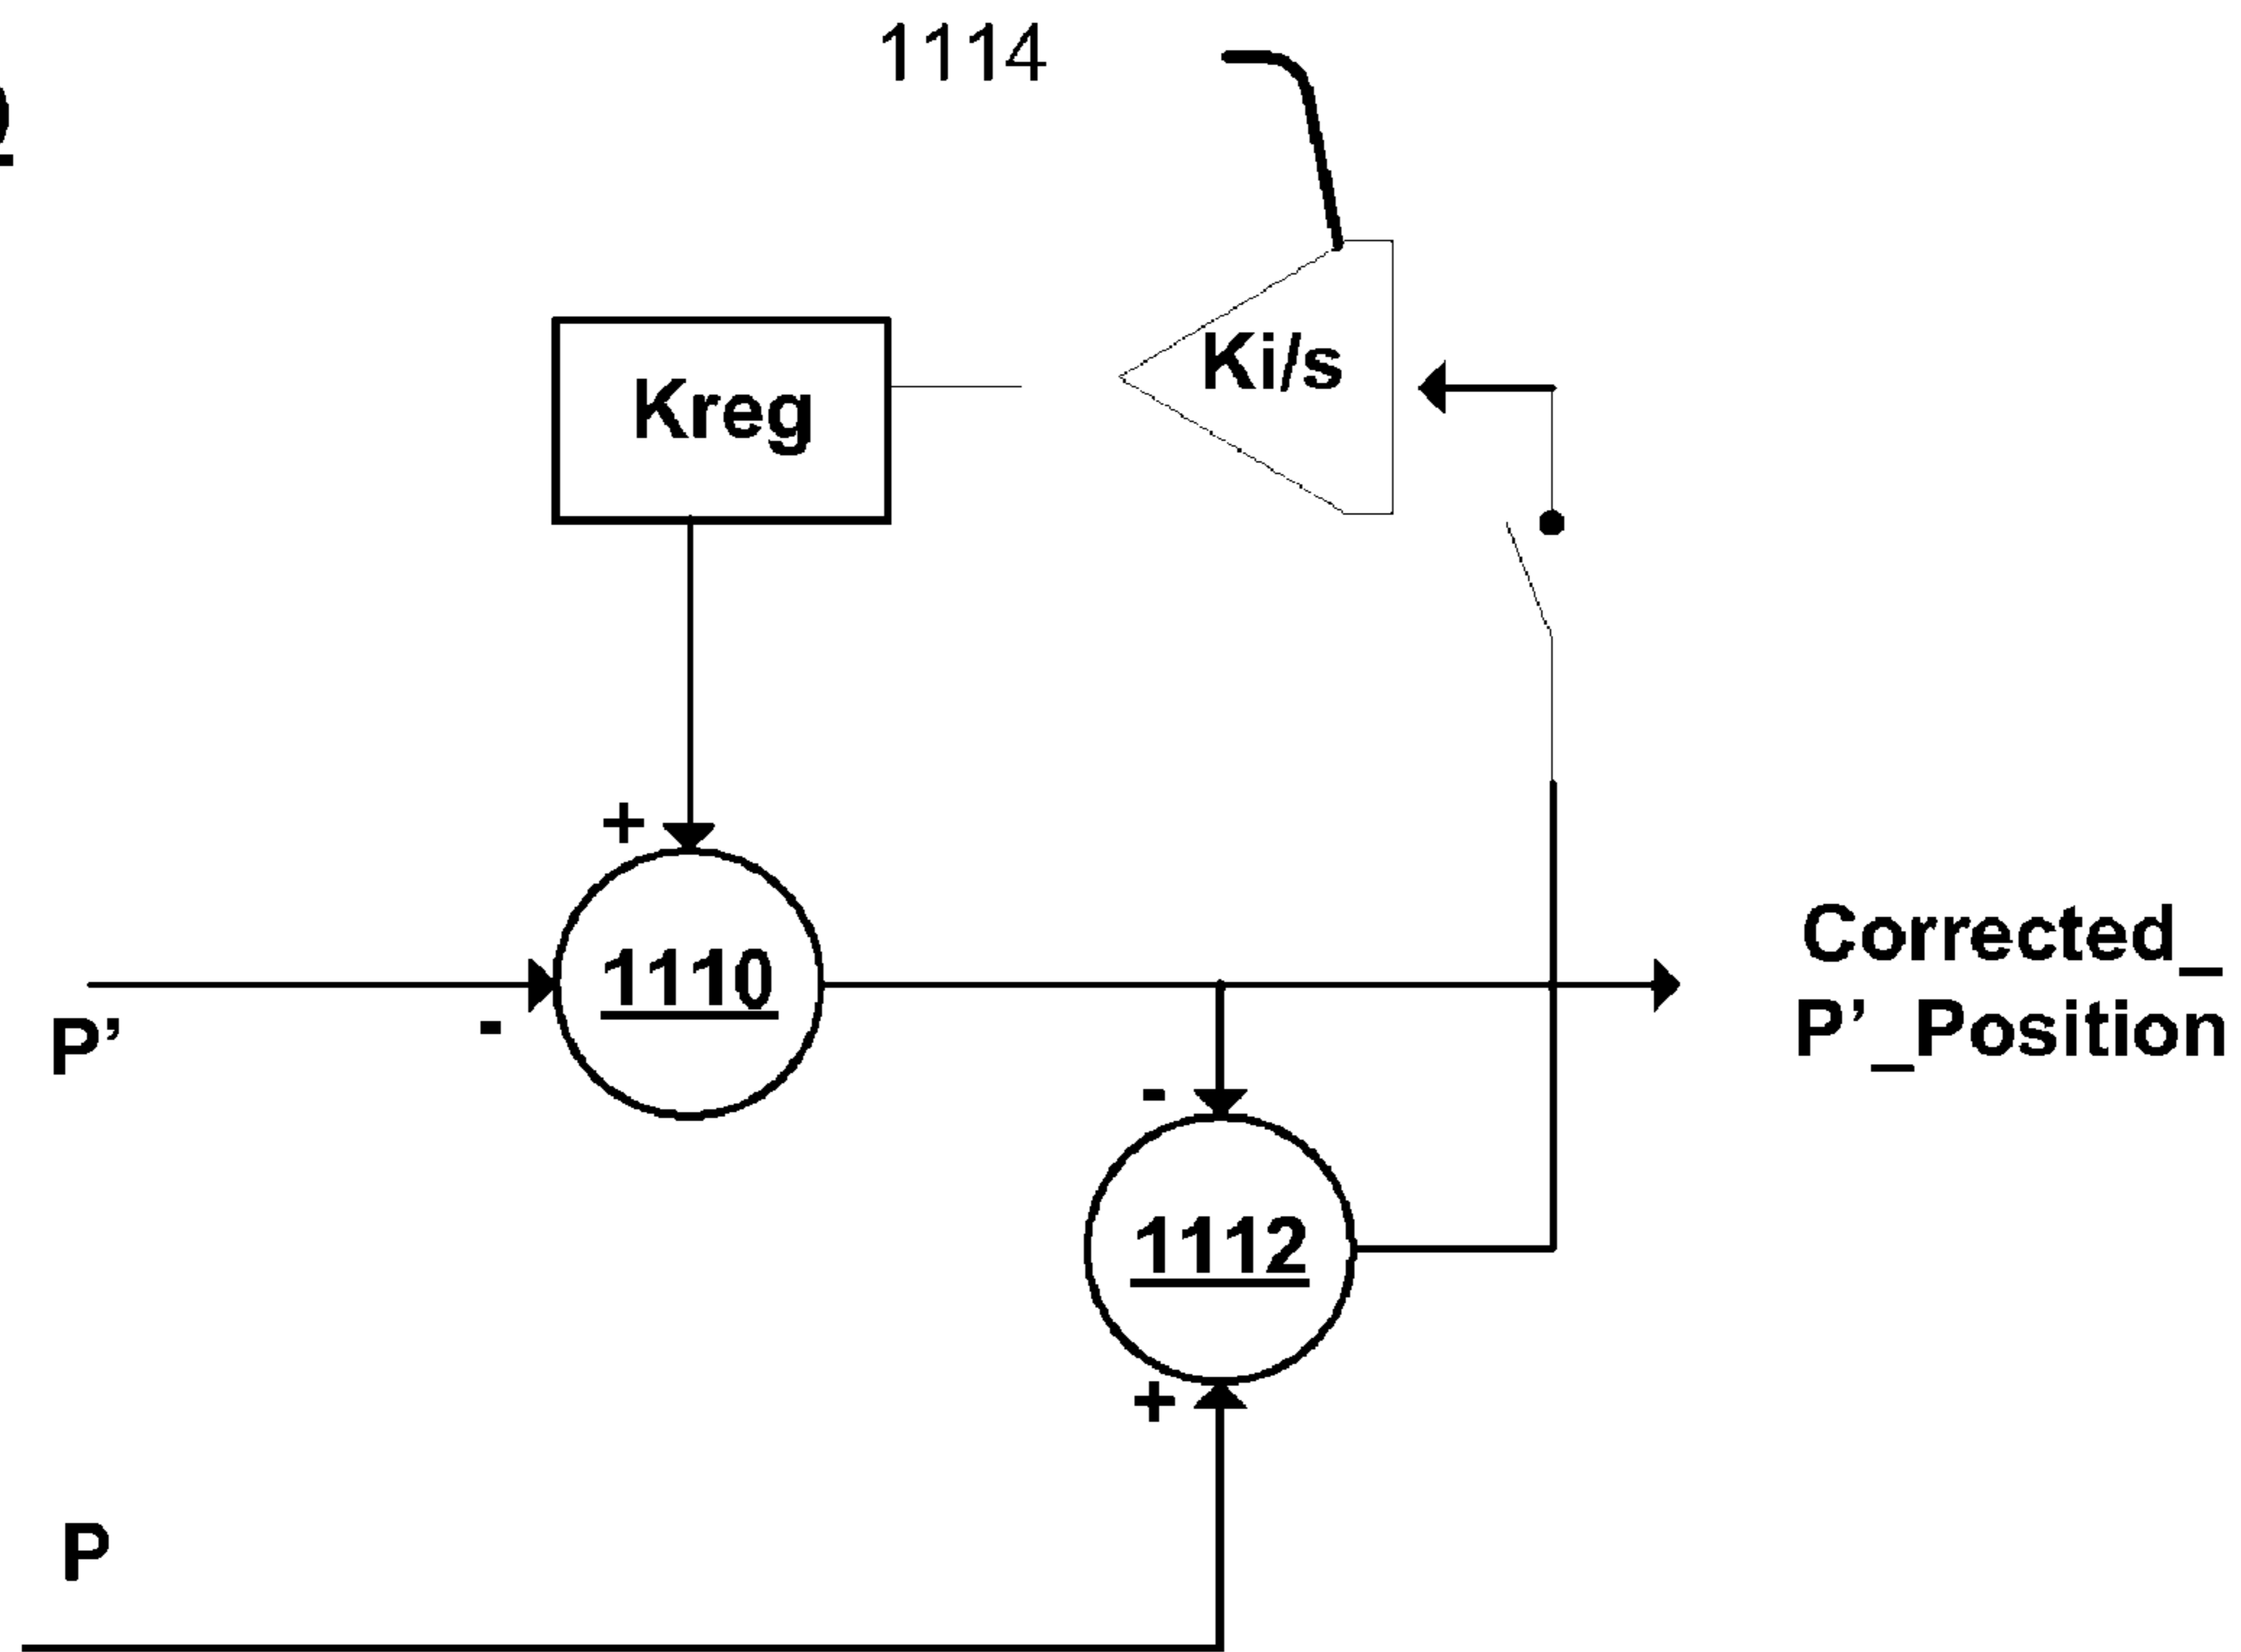 1114
Ki/s
Kreg
+
1110
Corrected_
P’_Position
-
P’
-
1112
+
P